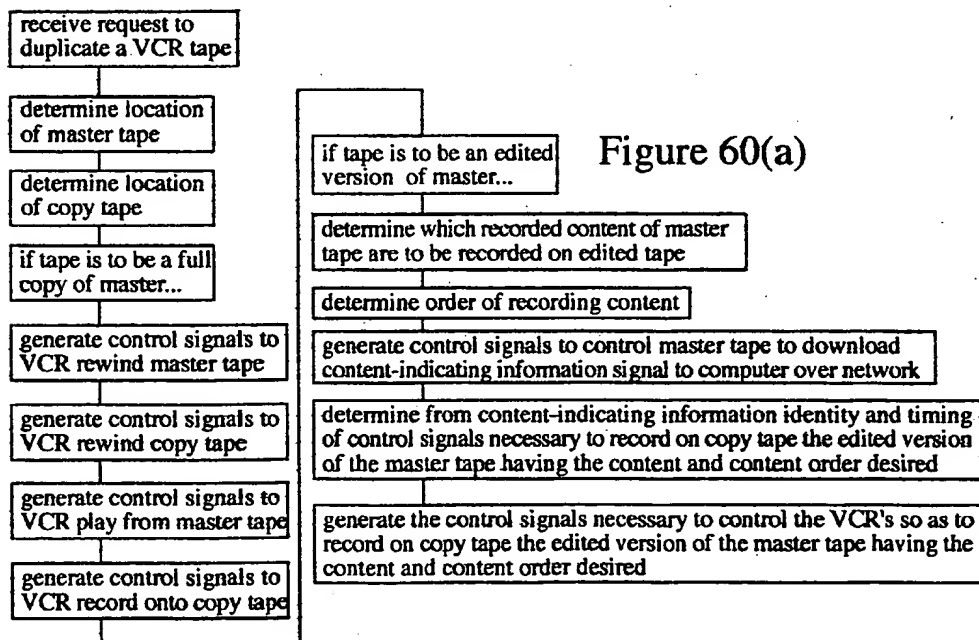 receive request to
duplicate a VCR tape
determine location
of master tape
determine location
of copy tape
if tape is to be a full
copy of master...
generate control signals to
VCR rewind master tape
generate control signals to
VCR rewind copy tape
generate control signals to
VCR play from master tape
generate control signals to
VCR record onto copy tape
Figure 60(a)
if tape is to be an edited
version of master...
determine which recorded content of master
tape are to be recorded on edited tape
determine order of recording content
generate control signals to control master tape to download
content-indicating information signal to computer over network
determine from content-indicating information identity and timing
of control signals necessary to record on copy tape the edited version
of the master tape having the content and content order desired
generate the control signals necessary to control the VCR's so as to
record on copy tape the edited version of the master tape having the
content and content order desired